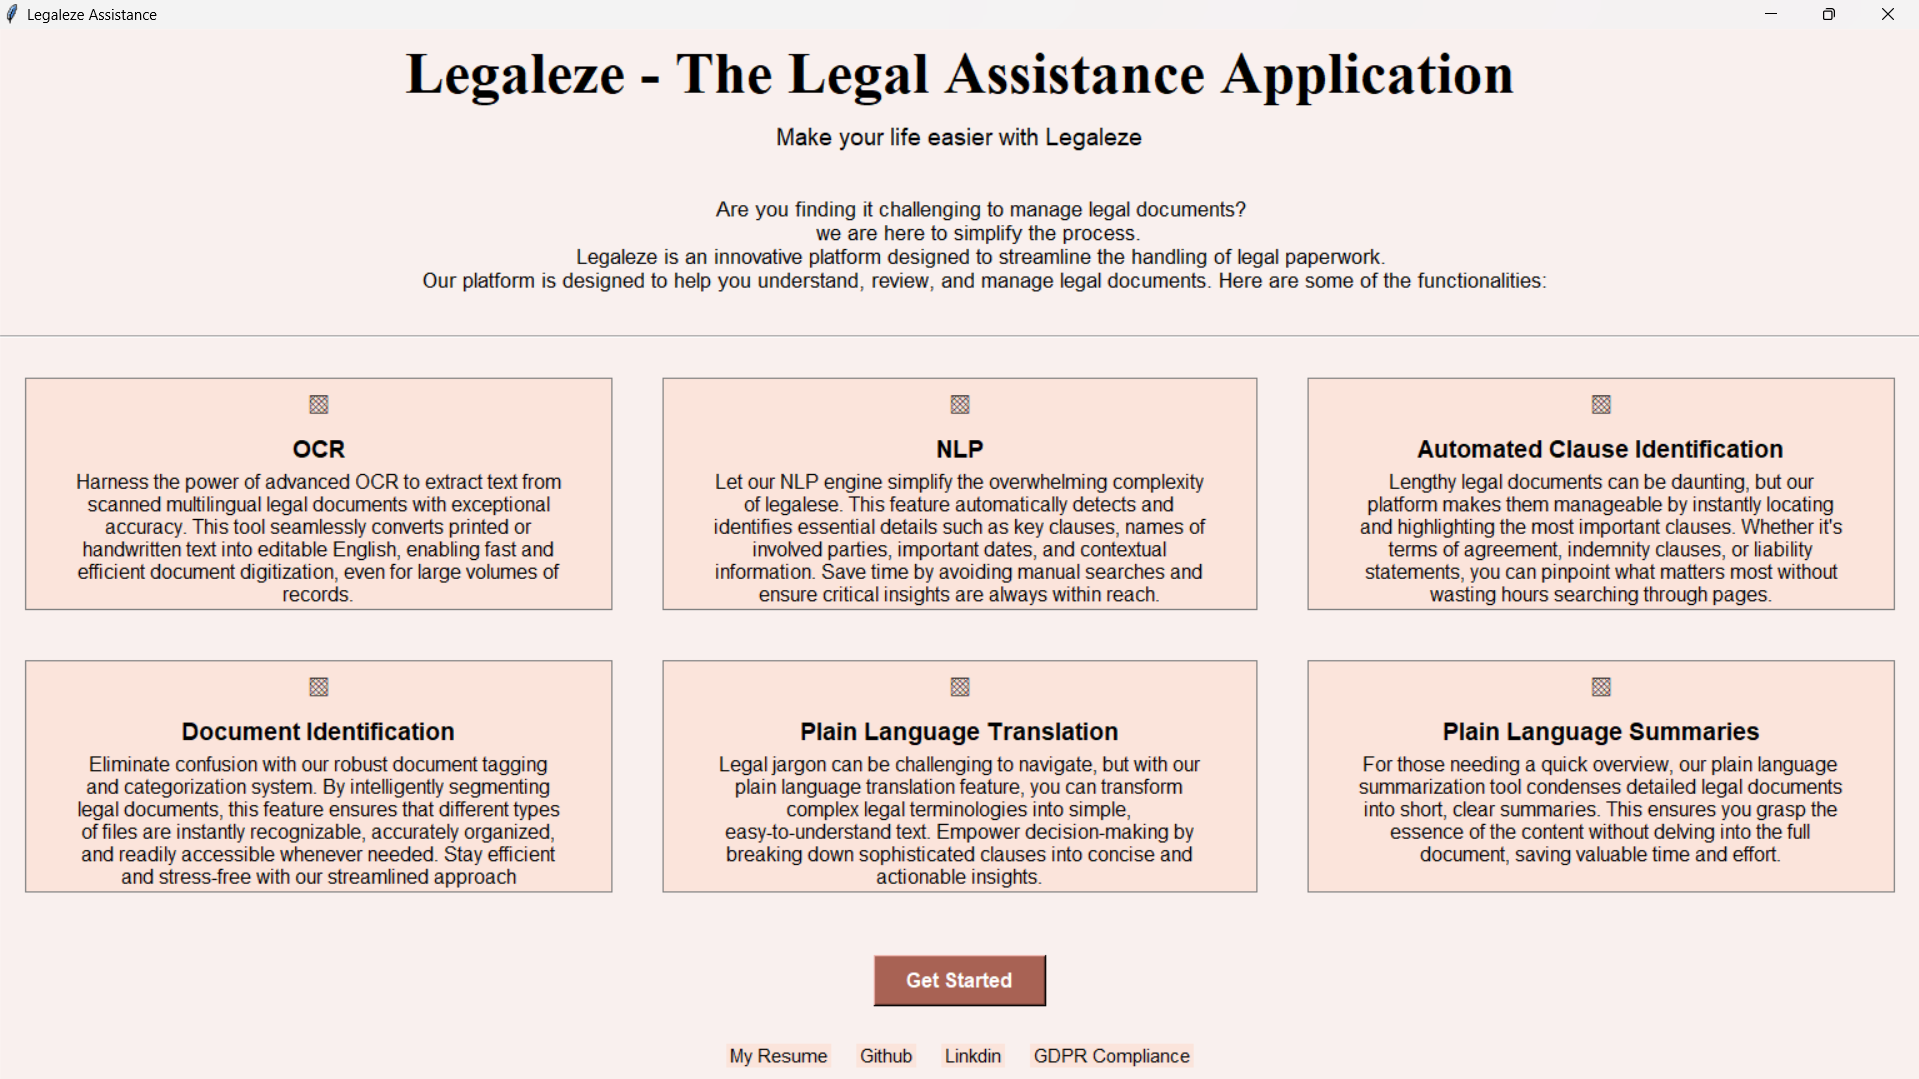 Legaleze Assistance
Legaleze - The Legal Assistance Application
Make your life easier with Legaleze
Are you finding it challenging to manage legal documents?
we are here to simplify the process.
Legaleze is an innovative platform designed to streamline the handling of legal paperwork.
Our platform is designed to help you understand, review, and manage legal documents. Here are some of the functionalities:
OCR
Harness the power of advanced OCR to extract text from
scanned multilingual legal documents with exceptional
accuracy. This tool seamlessly converts printed or
handwritten text into editable English, enabling fast and
efficient document digitization, even for large volumes of
records.
NLP
Let our NLP engine simplify the overwhelming complexity
of legalese. This feature automatically detects and
identifies essential details such as key clauses, names of
involved parties, important dates, and contextual
information. Save time by avoiding manual searches and
ensure critical insights are always within reach.
Automated Clause Identification
Lengthy legal documents can be daunting, but our
platform makes them manageable by instantly locating
and highlighting the most important clauses. Whether it's
terms of agreement, indemnity clauses, or liability
statements, you can pinpoint what matters most without
wasting hours searching through pages.
Document Identification
Eliminate confusion with our robust document tagging
and categorization system. By intelligently segmenting
legal documents, this feature ensures that different types
of files are instantly recognizable, accurately organized,
and readily accessible whenever needed. Stay efficient
and stress-free with our streamlined approach
Plain Language Translation
Legal jargon can be challenging to navigate, but with our
plain language translation feature, you can transform
complex legal terminologies into simple,
easy-to-understand text. Empower decision-making by
breaking down sophisticated clauses into concise and
actionable insights.
Plain Language Summaries
For those needing a quick overview, our plain language
summarization tool condenses detailed legal documents
into short, clear summaries. This ensures you grasp the
essence of the content without delving into the full
document, saving valuable time and effort.
Get Started
My Resume Github Linkdin GDPR Compliance